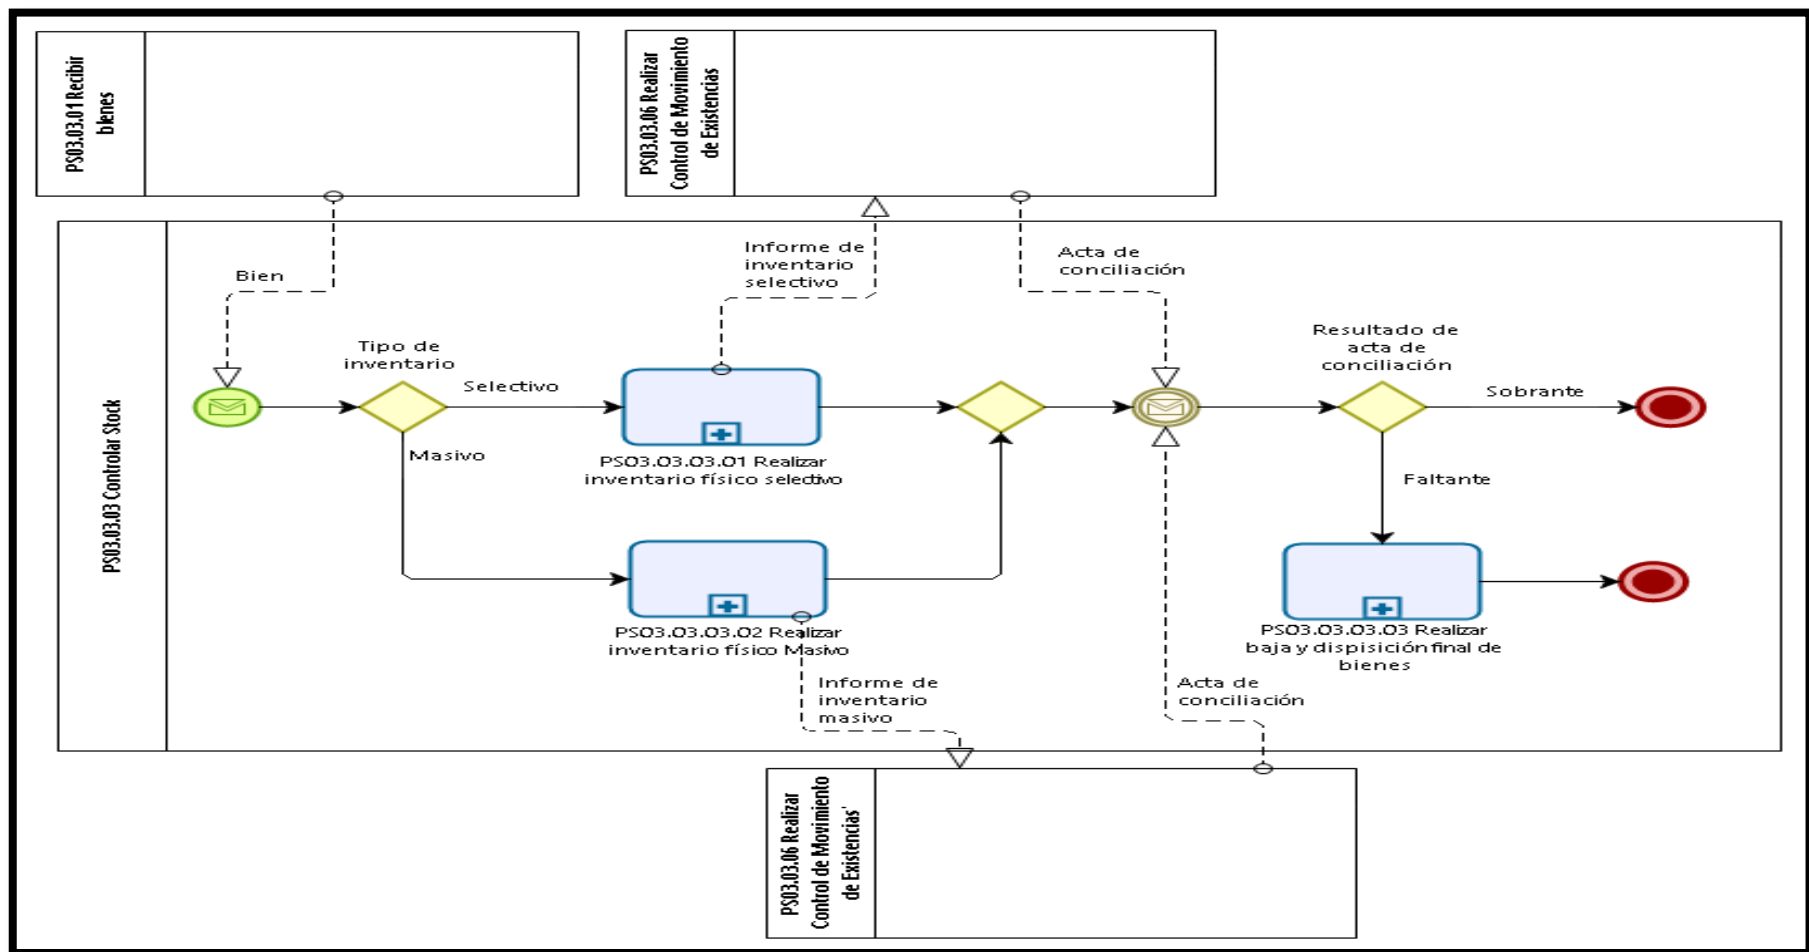 PS03.03.01 Recibir
bienes
PS03.03.06 Realizar
Control de Movimiento
de Existencias
PS03.03.03 Controlar Stock
Bien
Informe de
inventario
selectivo
Acta de
conciliación
Tipo de
inventario
Selectivo
Masivo
Resultado de
acta de
conciliación
Sobrante
Faltante
PS03.03.03.01 Realizar
inventario físico selectivo
PS03.03.03.02 Realizar
inventario físico Masivo
PS03.03.03.03 Realizar
baja y dispisición final de
bienes
Informe de
inventario
masivo
Acta de
conciliación
PS03.03.06 Realizar
Control de Movimiento
de Existencias'